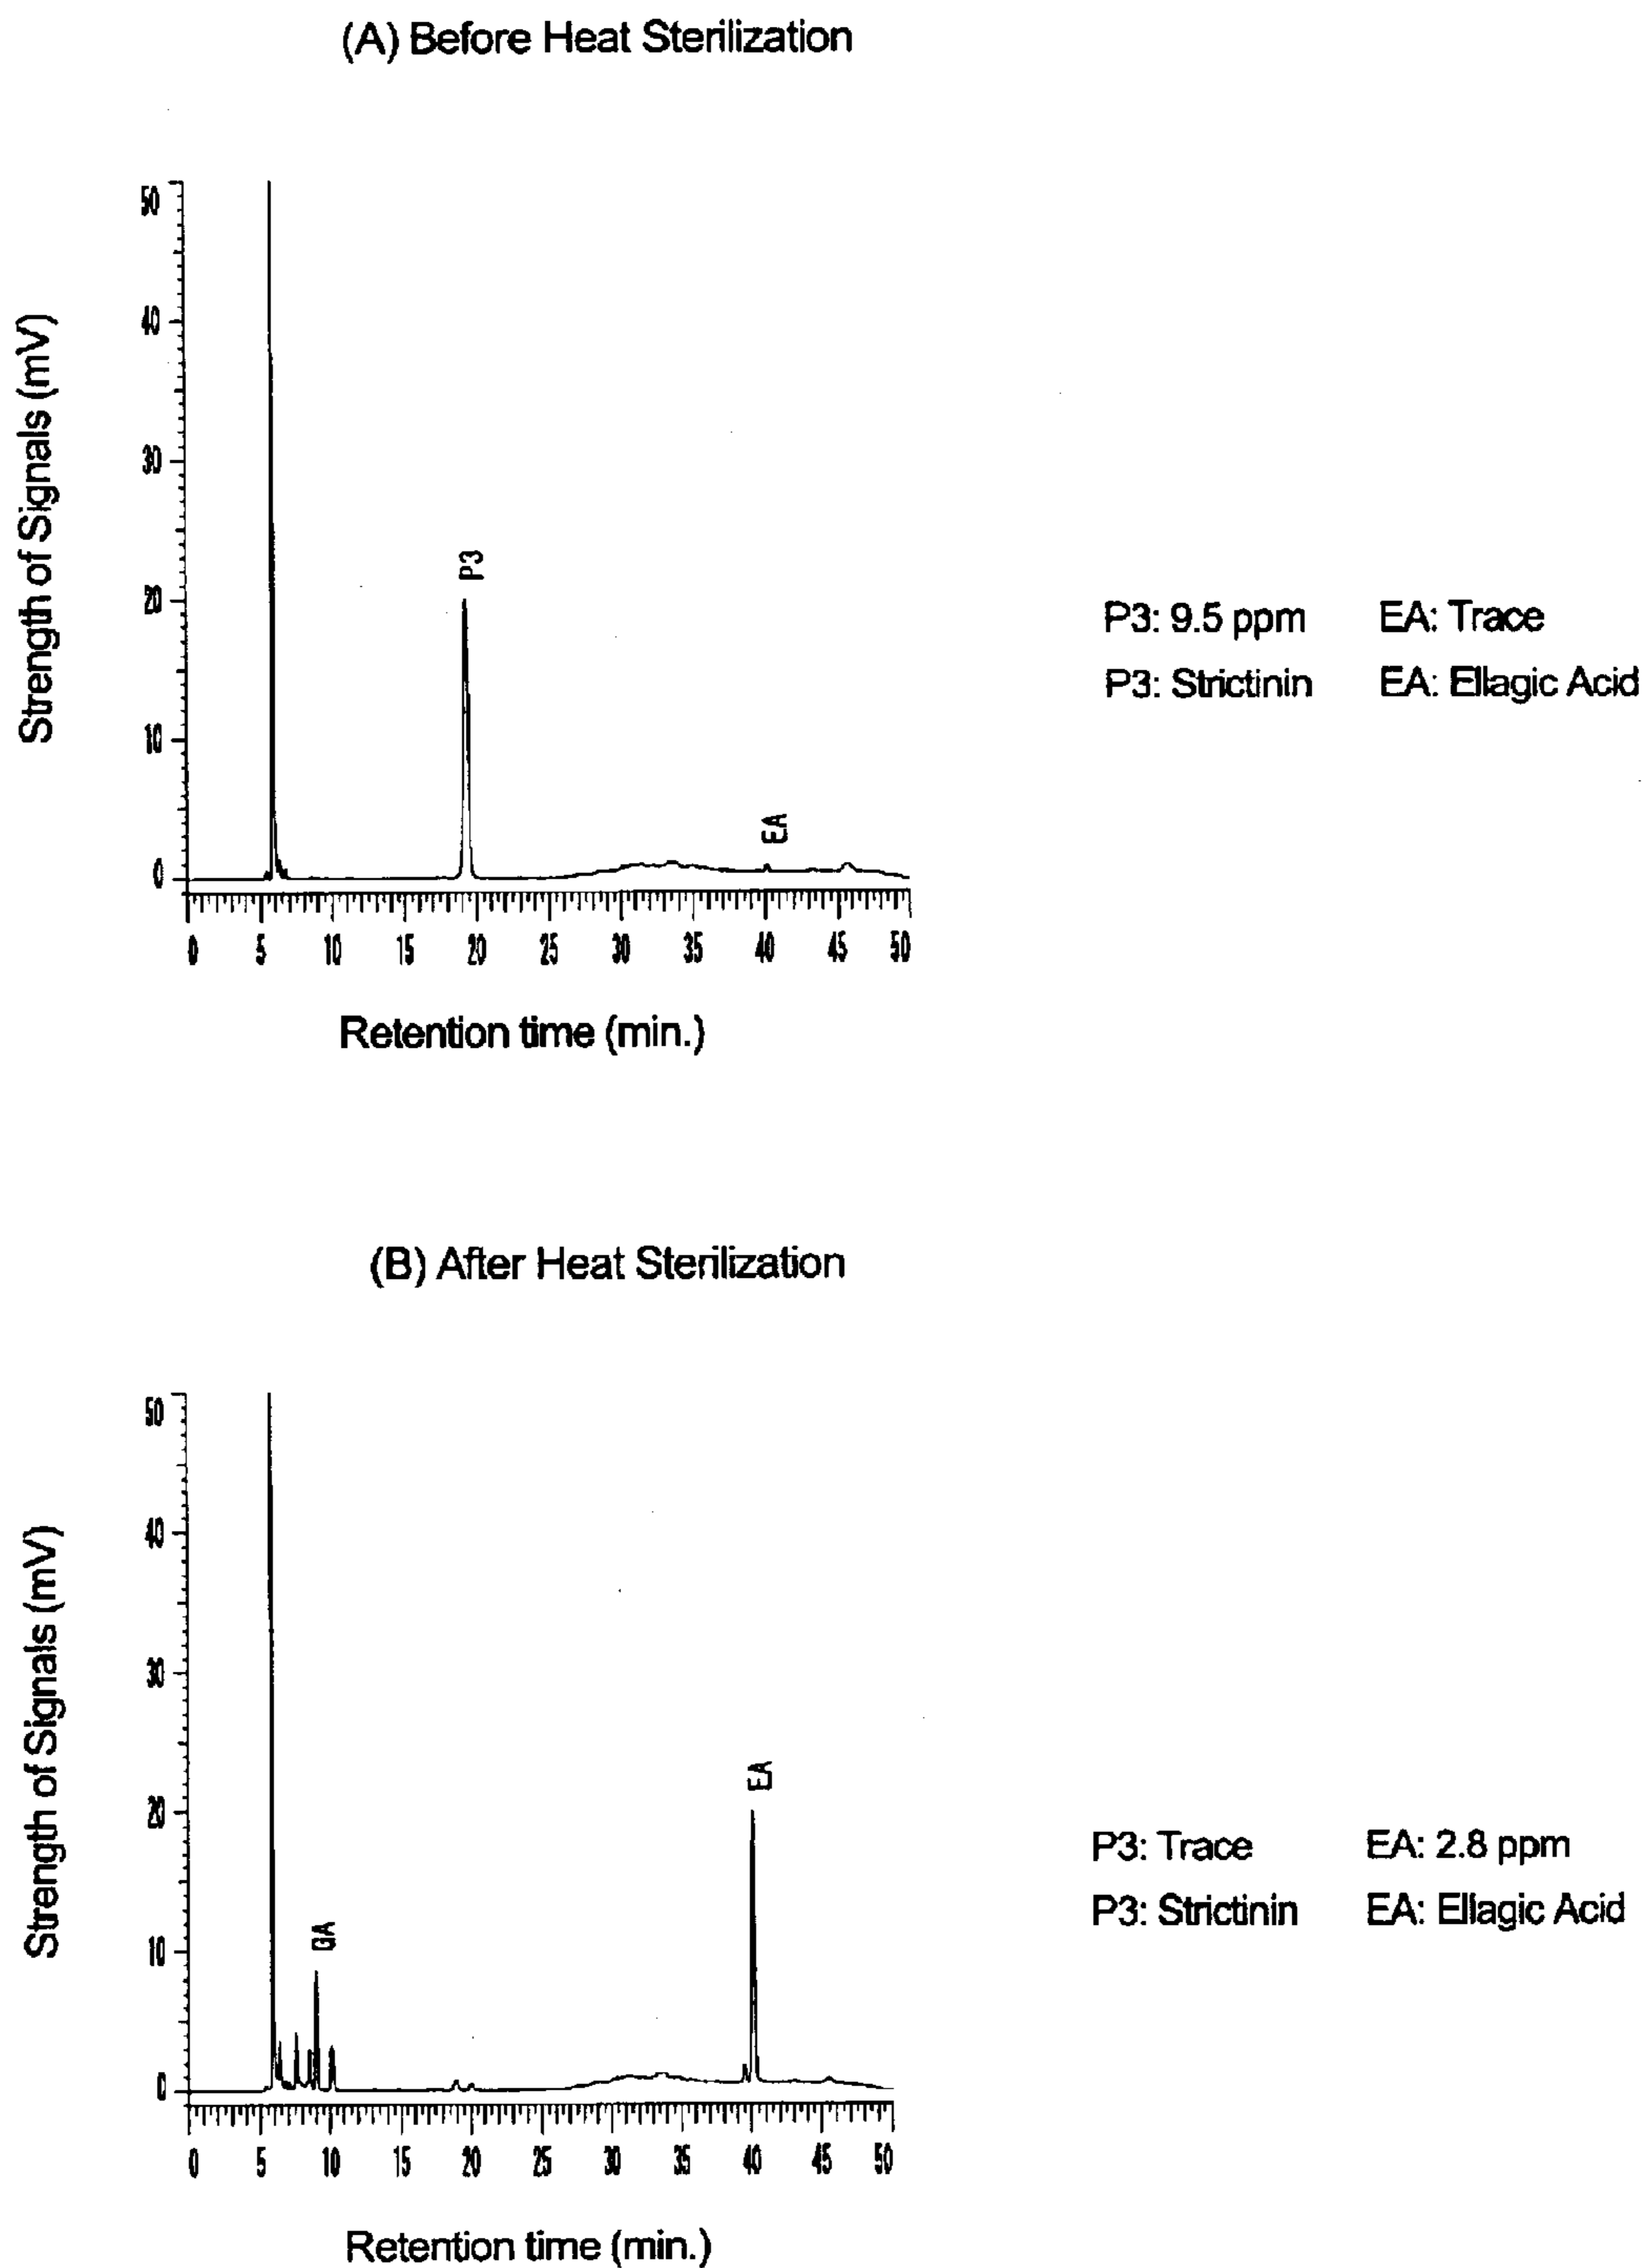 (A) Before Heat Sterilization
Strength of Signals (mV)
50
40
30
20
10
0
P3
EA
0 5 10 15 20 25 30 35 40 45 50
Retention time (min.)
P3: 9.5 ppm EA: Trace
P3: Strictinin EA: Ellagic Acid
(B) After Heat Sterilization
Strength of Signals (mV)
50
40
30
20
10
0
GA
EA
0 5 10 15 20 25 30 35 40 45 50
Retention time (min.)
P3: Trace EA: 2.8 ppm
P3: Strictinin EA: Ellagic Acid